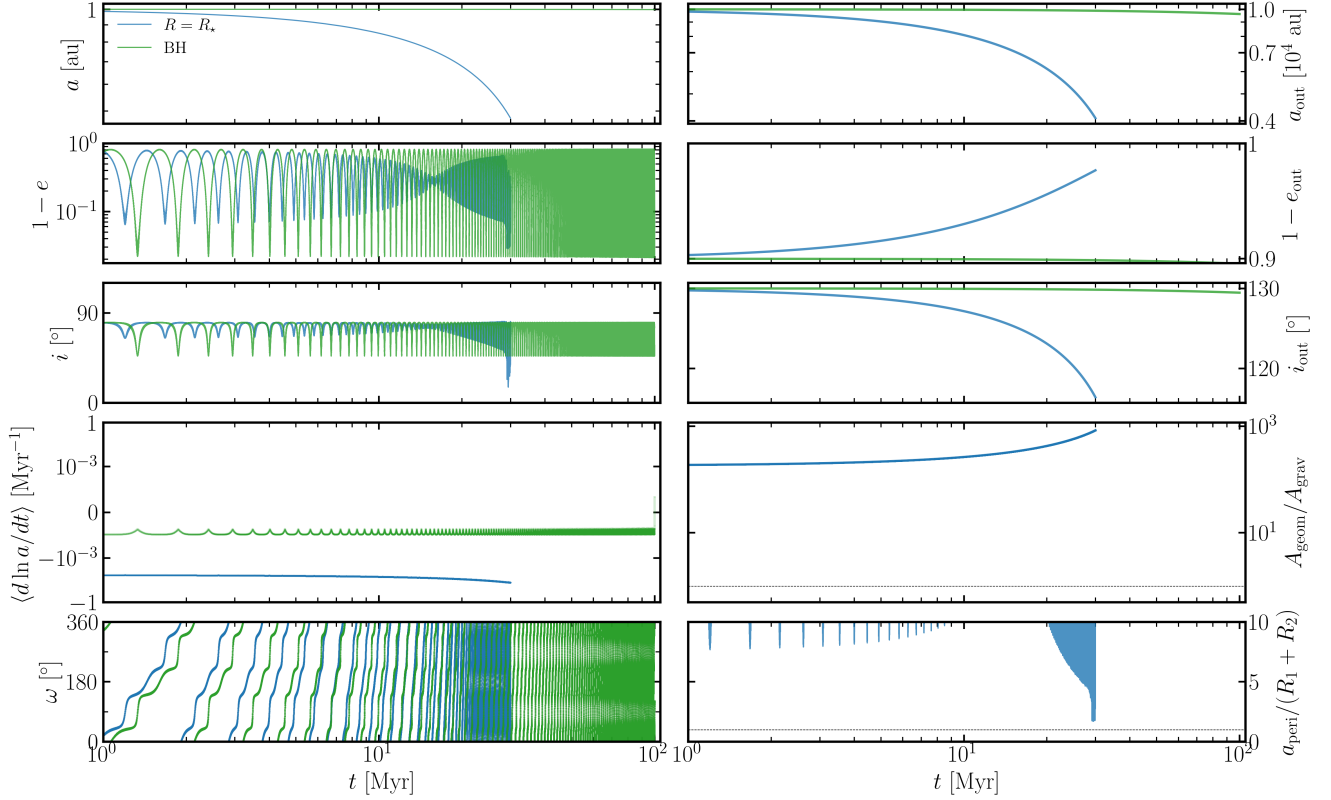 1
a [au]
R = R⋆
BH
1.0
0.7
0.4
a_out [10^4 au]
10^0
10^−1
1 − e
1
0.9
1 − e_out
90
0
i [°]
130
120
i_out [°]
1
10^−3
0
−10^−3
−1
⟨d ln a/dt⟩ [Myr^−1]
10^3
10^1
A_geom/A_grav
360
180
0
ω [°]
10
5
0
a_peri/(R_1 + R_2)
10^0
10^1
10^2
t [Myr]
10^0
10^1
10^2
t [Myr]